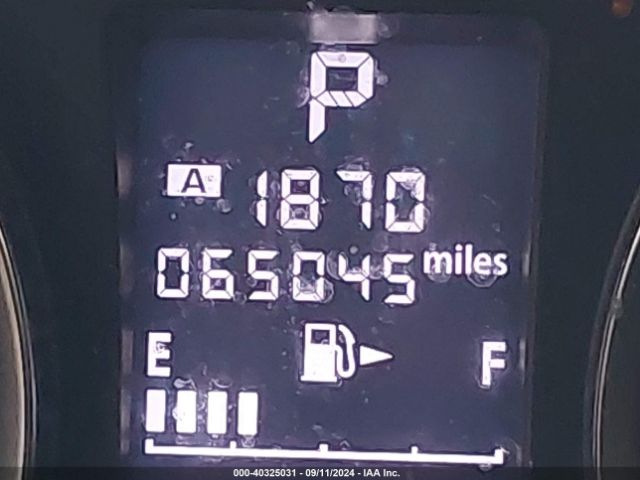 P
A 1870
065045 miles
E F
000-40325031 - 09/11/2024 - IAA Inc.